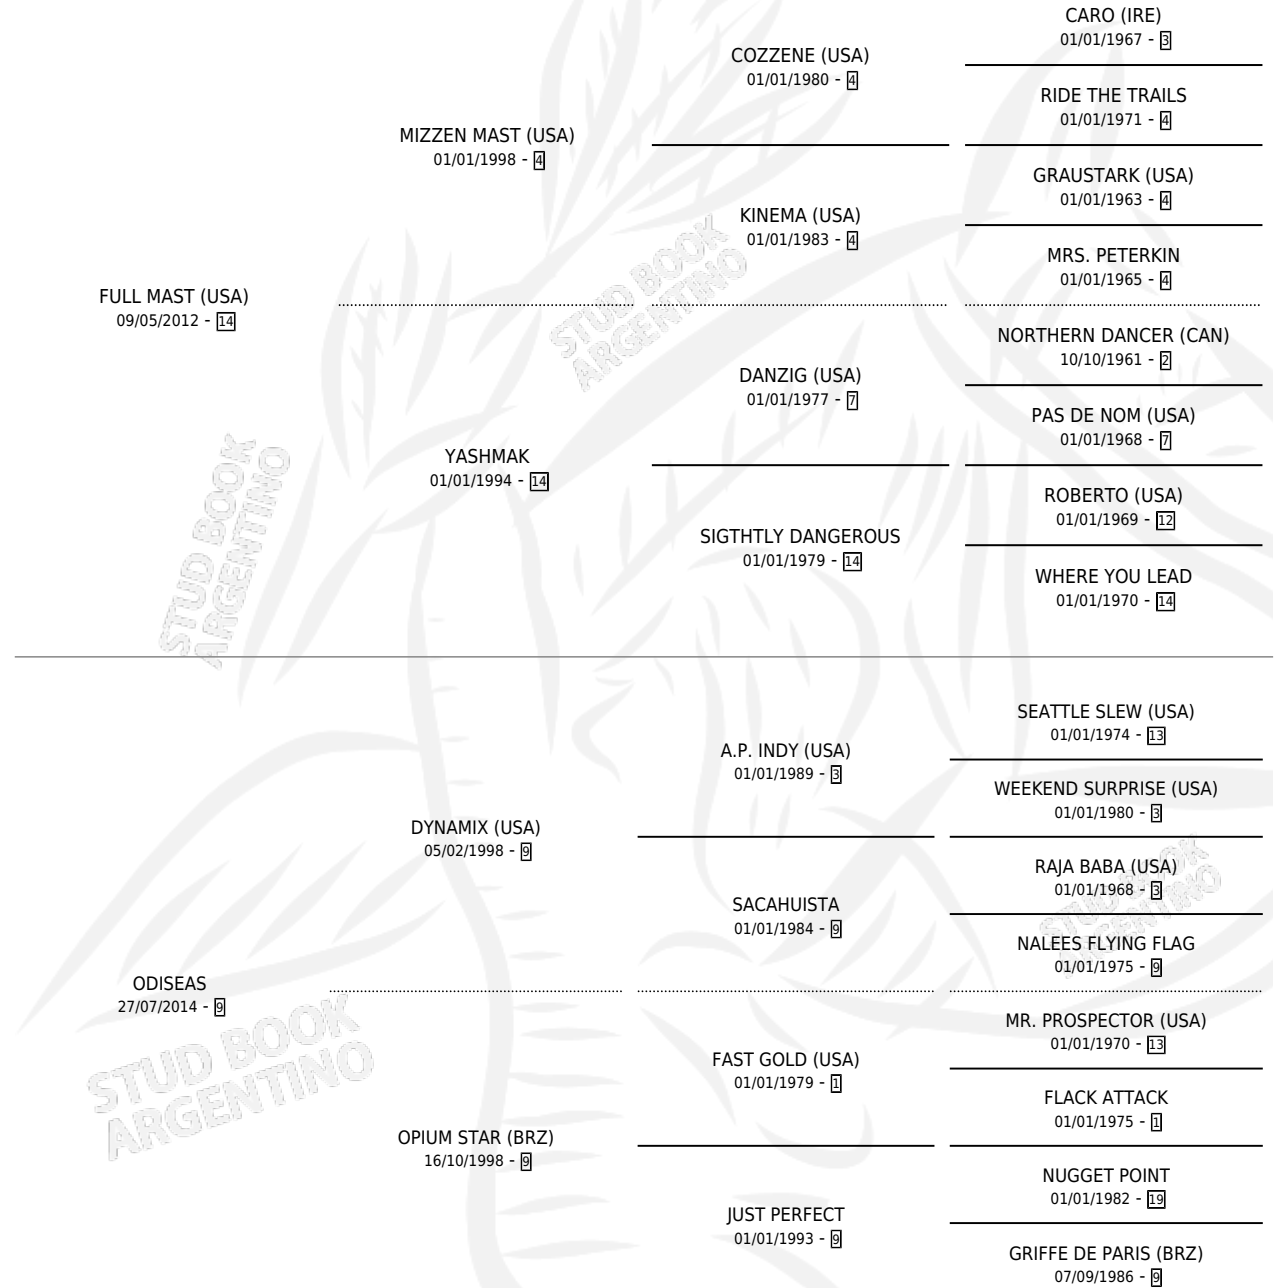 CARO (IRE)
01/01/1967 - 3
COZZENE (USA)
01/01/1980 - 4
RIDE THE TRAILS
01/01/1971 - 4
MIZZEN MAST (USA)
01/01/1998 - 4
GRAUSTARK (USA)
01/01/1963 - 4
KINEMA (USA)
01/01/1983 - 4
MRS. PETERKIN
01/01/1965 - 4
FULL MAST (USA)
09/05/2012 - 14
NORTHERN DANCER (CAN)
10/10/1961 - 2
DANZIG (USA)
01/01/1977 - 7
PAS DE NOM (USA)
01/01/1968 - 7
YASHMAK
01/01/1994 - 14
ROBERTO (USA)
01/01/1969 - 12
SIGTHTLY DANGEROUS
01/01/1979 - 14
WHERE YOU LEAD
01/01/1970 - 14
SEATTLE SLEW (USA)
01/01/1974 - 13
A.P. INDY (USA)
01/01/1989 - 3
WEEKEND SURPRISE (USA)
01/01/1980 - 3
DYNAMIX (USA)
05/02/1998 - 9
RAJA BABA (USA)
01/01/1968 - 3
SACAHUISTA
01/01/1984 - 9
NALEES FLYING FLAG
01/01/1975 - 9
ODISEAS
27/07/2014 - 9
MR. PROSPECTOR (USA)
01/01/1970 - 13
FAST GOLD (USA)
01/01/1979 - 1
FLACK ATTACK
01/01/1975 - 1
OPIUM STAR (BRZ)
16/10/1998 - 9
NUGGET POINT
01/01/1982 - 19
JUST PERFECT
01/01/1993 - 9
GRIFFE DE PARIS (BRZ)
07/09/1986 - 9
STUD BOOK
ARGENTINO
STUD BOOK
ARGENTINO
STUD BOOK
ARGENTINO
STUD BOOK
ARGENTINO